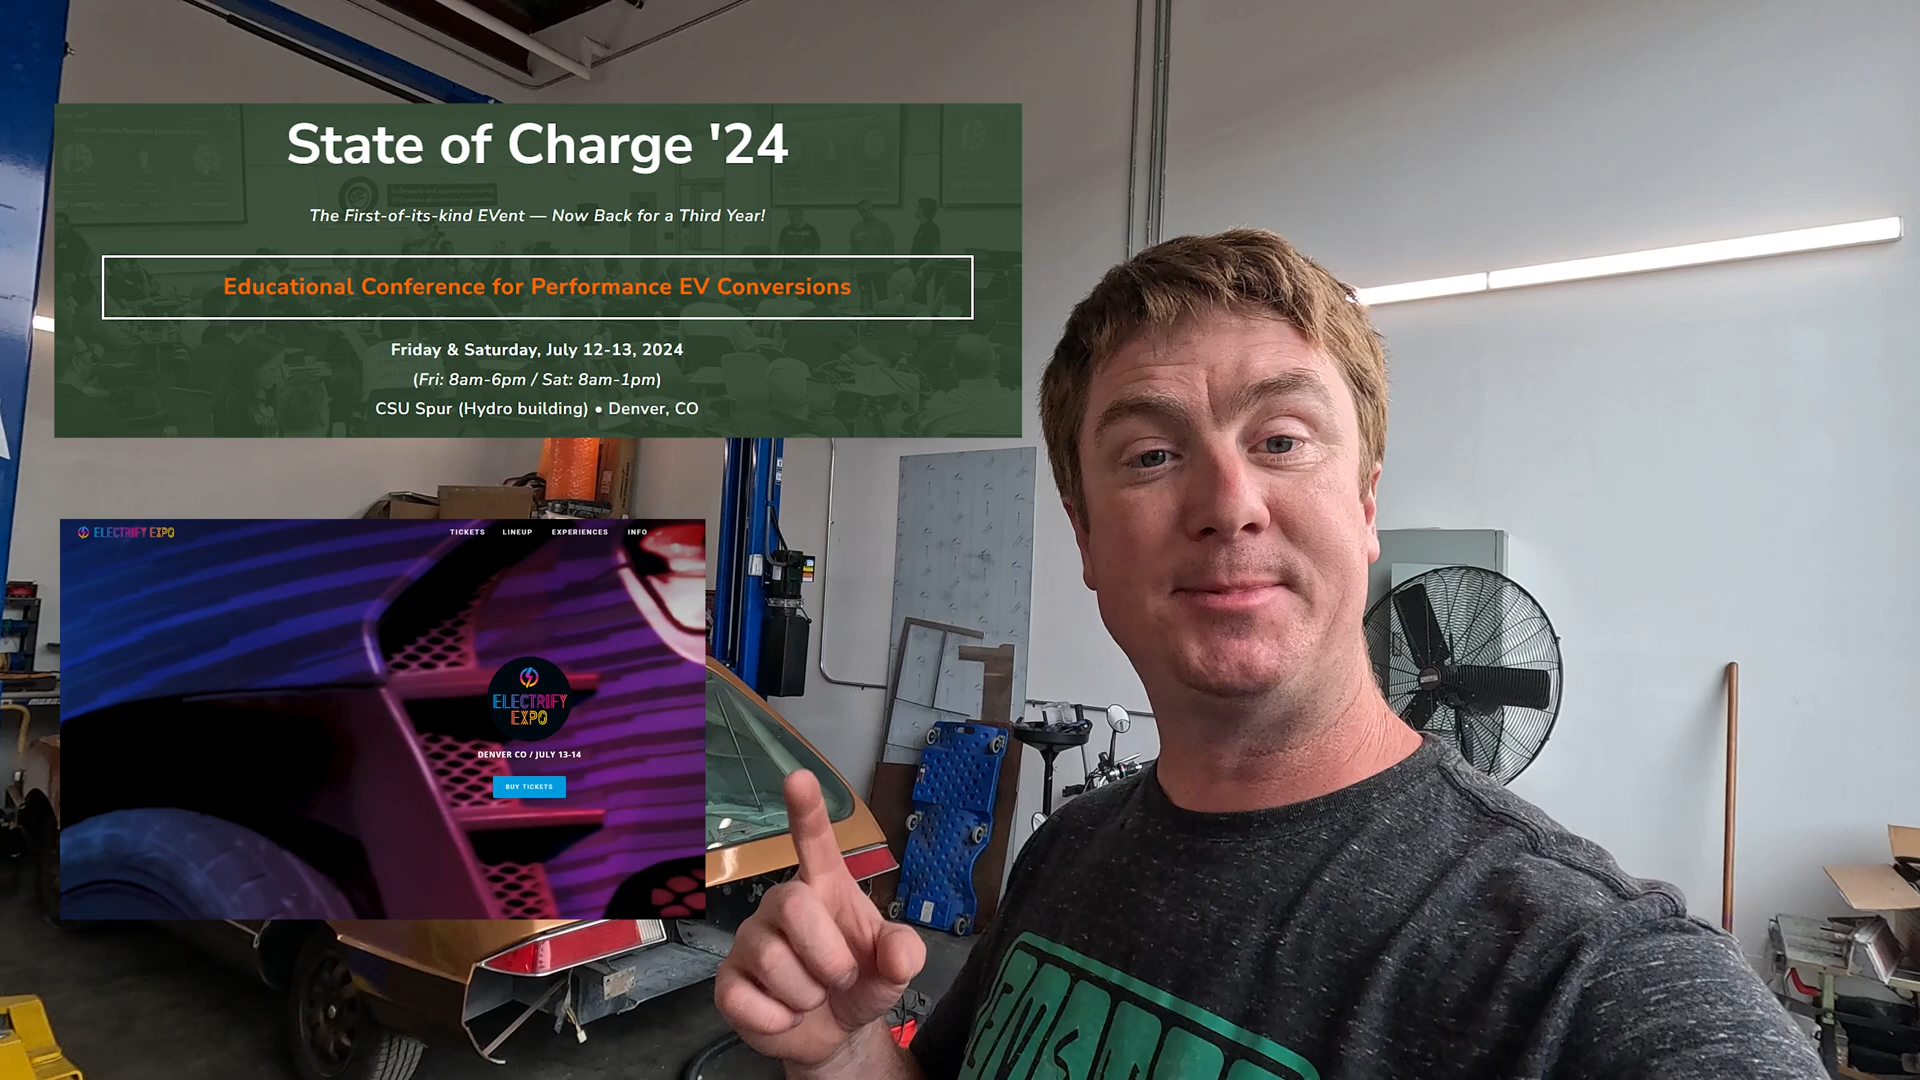 State of Charge '24
The First-of-its-kind EVent — Now Back for a Third Year!
Educational Conference for Performance EV Conversions
Friday & Saturday, July 12-13, 2024
(Fri: 8am-6pm / Sat: 8am-1pm)
CSU Spur (Hydro building) • Denver, CO
ELECTRIFY EXPO
TICKETS LINEUP EXPERIENCES INFO
ELECTRIFY
EXPO
DENVER CO / JULY 13-14
BUY TICKETS